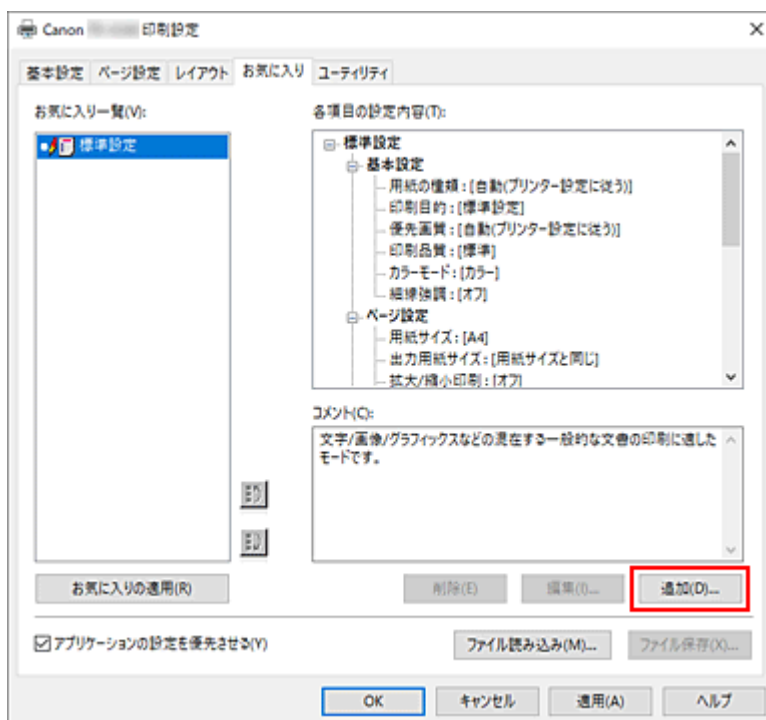 Canon 印刷設定
基本設定 ページ設定 レイアウト お気に入り ユーティリティ
お気に入り一覧(V):
標準設定
各項目の設定内容(T):
標準設定
基本設定
用紙の種類:[自動(プリンター設定に従う)]
印刷目的:[標準設定]
優先画質:[自動(プリンター設定に従う)]
印刷品質:[標準]
カラーモード:[カラー]
細線強調:[オフ]
ページ設定
用紙サイズ:[A4]
出力用紙サイズ:[用紙サイズと同じ]
拡大/縮小印刷:[オフ]
コメント(C):
文字/画像/グラフィックスなどの混在する一般的な文書の印刷に適した
モードです。
お気に入りの適用(R) 削除(E) 編集(I)... 追加(D)...
アプリケーションの設定を優先させる(Y) ファイル読み込み(M)... ファイル保存(X)...
OK キャンセル 適用(A) ヘルプ